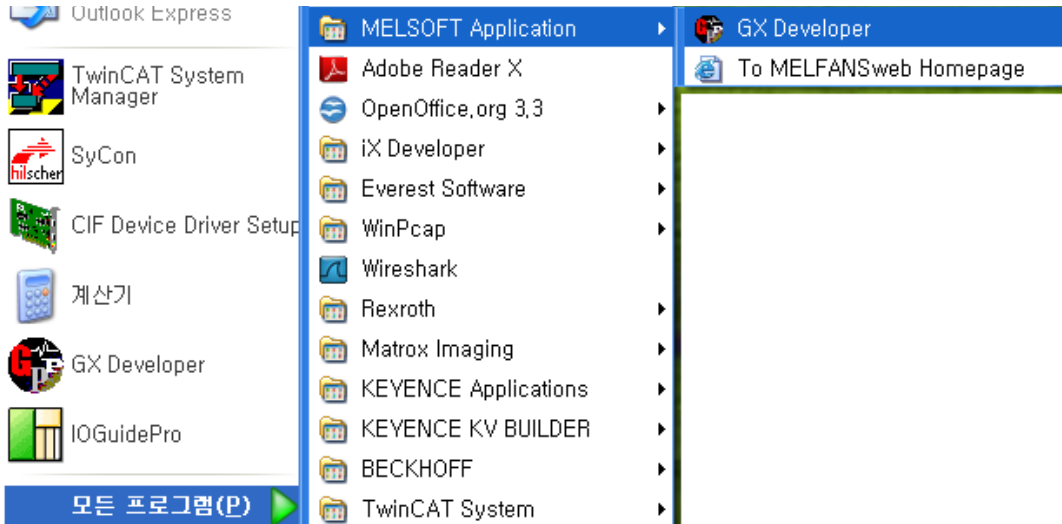 Outlook Express
TwinCAT System
Manager
hilscher
SyCon
CIF Device Driver Setup
계산기
GX Developer
IOGuidePro
모든 프로그램(P)
MELSOFT Application
Adobe Reader X
OpenOffice.org 3.3
iX Developer
Everest Software
WinPcap
Wireshark
Rexroth
Matrox Imaging
KEYENCE Applications
KEYENCE KV BUILDER
BECKHOFF
TwinCAT System
GX Developer
To MELFANSweb Homepage